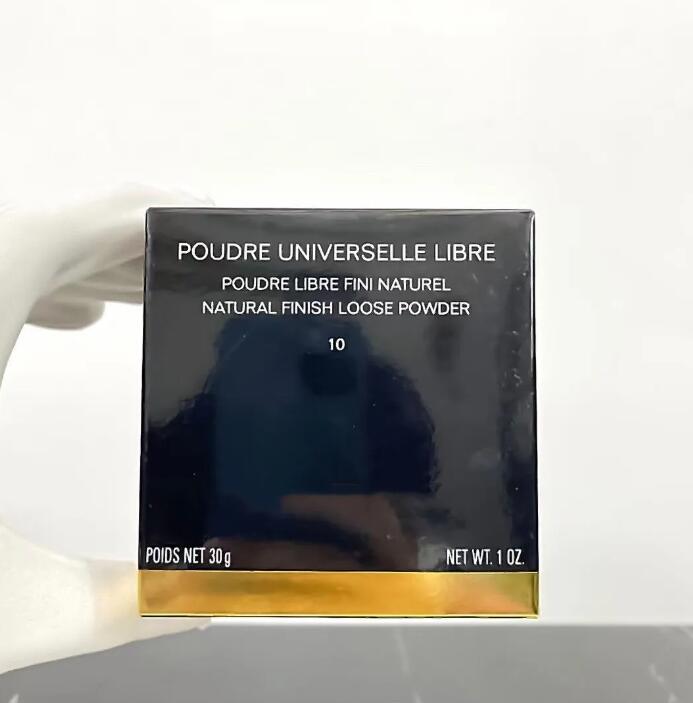 POUDRE UNIVERSELLE LIBRE
POUDRE LIBRE FINI NATUREL
NATURAL FINISH LOOSE POWDER
10
POIDS NET 30 g NET WT. 1 OZ.